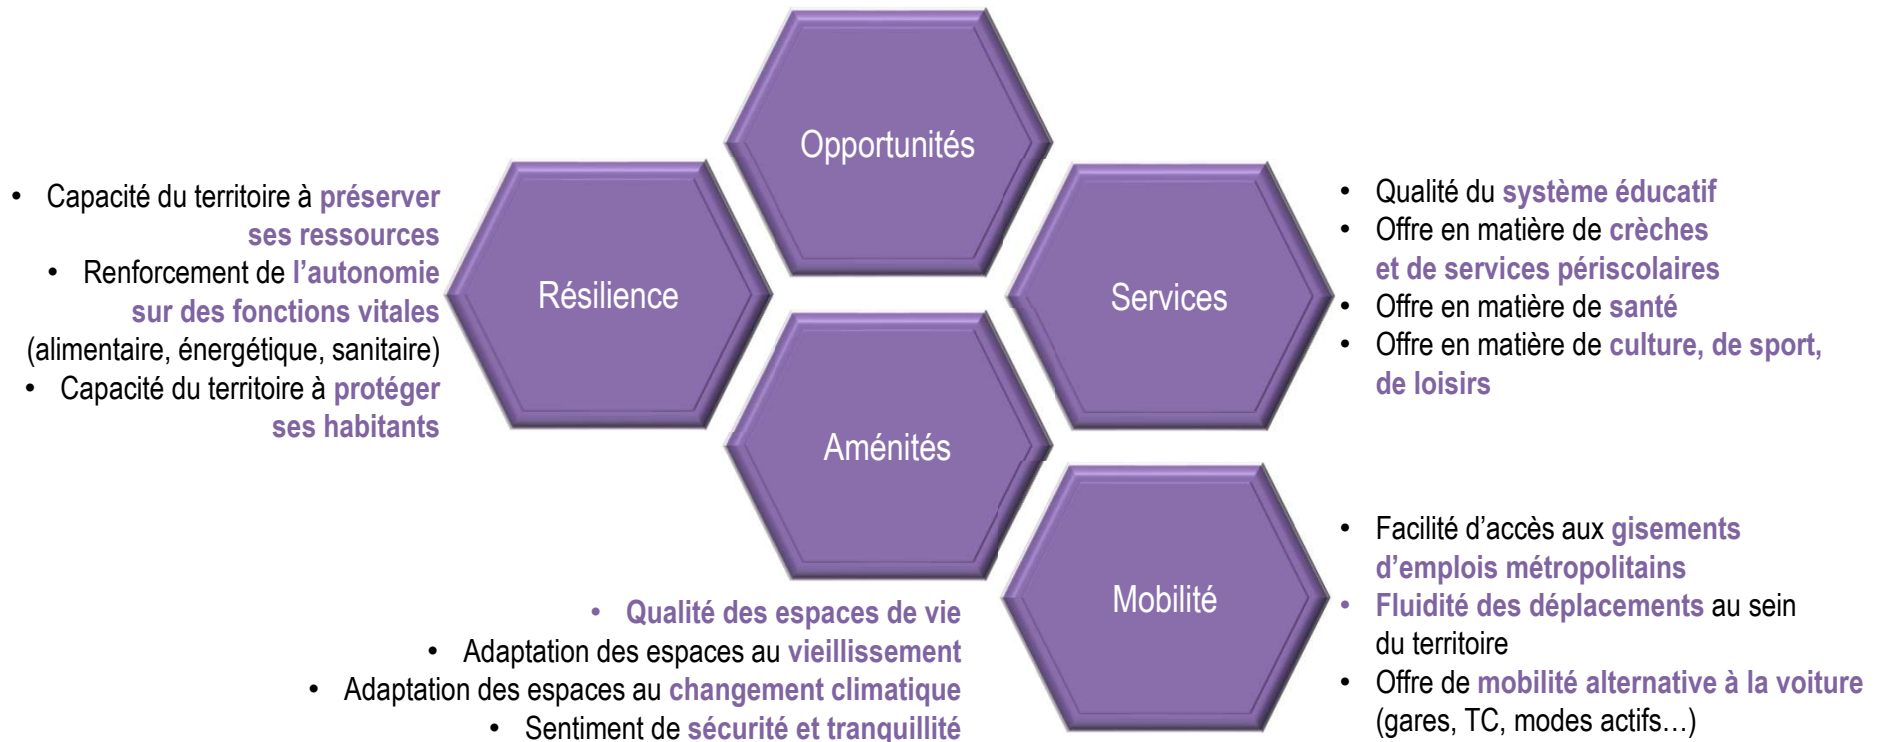 Opportunités
Résilience
• Capacité du territoire à préserver
ses ressources
• Renforcement de l’autonomie
sur des fonctions vitales
(alimentaire, énergétique, sanitaire)
• Capacité du territoire à protéger
ses habitants
Services
• Qualité du système éducatif
• Offre en matière de crèches
et de services périscolaires
• Offre en matière de santé
• Offre en matière de culture, de sport,
de loisirs
Aménités
• Qualité des espaces de vie
• Adaptation des espaces au vieillissement
• Adaptation des espaces au changement climatique
• Sentiment de sécurité et tranquillité
Mobilité
• Facilité d’accès aux gisements
d’emplois métropolitains
• Fluidité des déplacements au sein
du territoire
• Offre de mobilité alternative à la voiture
(gares, TC, modes actifs…)